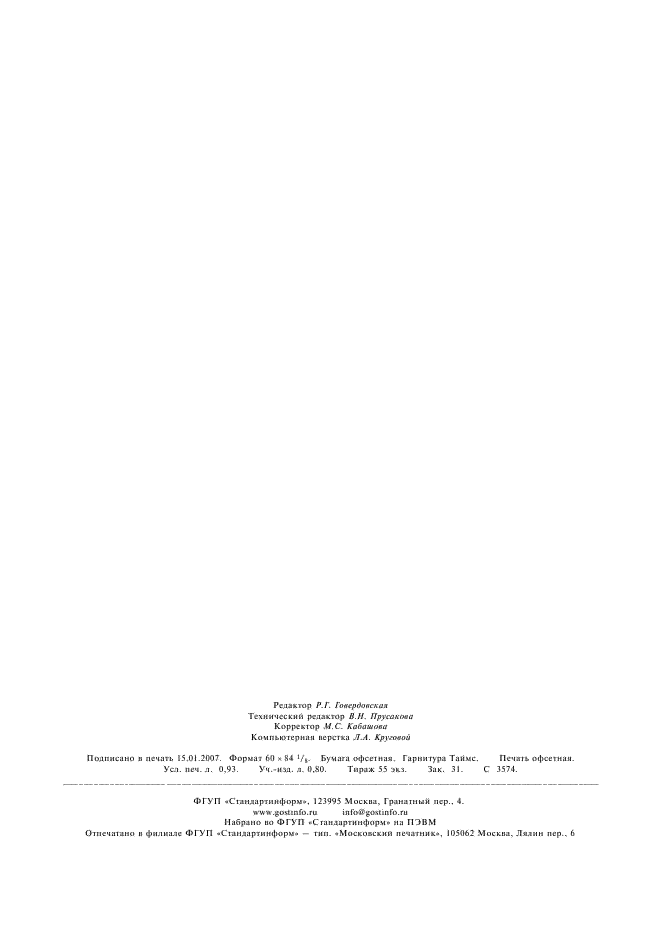 Редактор Р.Г. Говердовская
Технический редактор В.Н. Прусакова
Корректор М.С. Кабашова
Компьютерная верстка Л.А. Круговой
Подписано в печать 15.01.2007. Формат 60 × 84 1/8. Бумага офсетная. Гарнитура Таймс. Печать офсетная.
Усл. печ. л. 0,93. Уч.-изд. л. 0,80. Тираж 55 экз. Зак. 31. С 3574.
ФГУП «Стандартинформ», 123995 Москва, Гранатный пер., 4.
www.gostinfo.ru info@gostinfo.ru
Набрано во ФГУП «Стандартинформ» на ПЭВМ
Отпечатано в филиале ФГУП «Стандартинформ» — тип. «Московский печатник», 105062 Москва, Лялин пер., 6